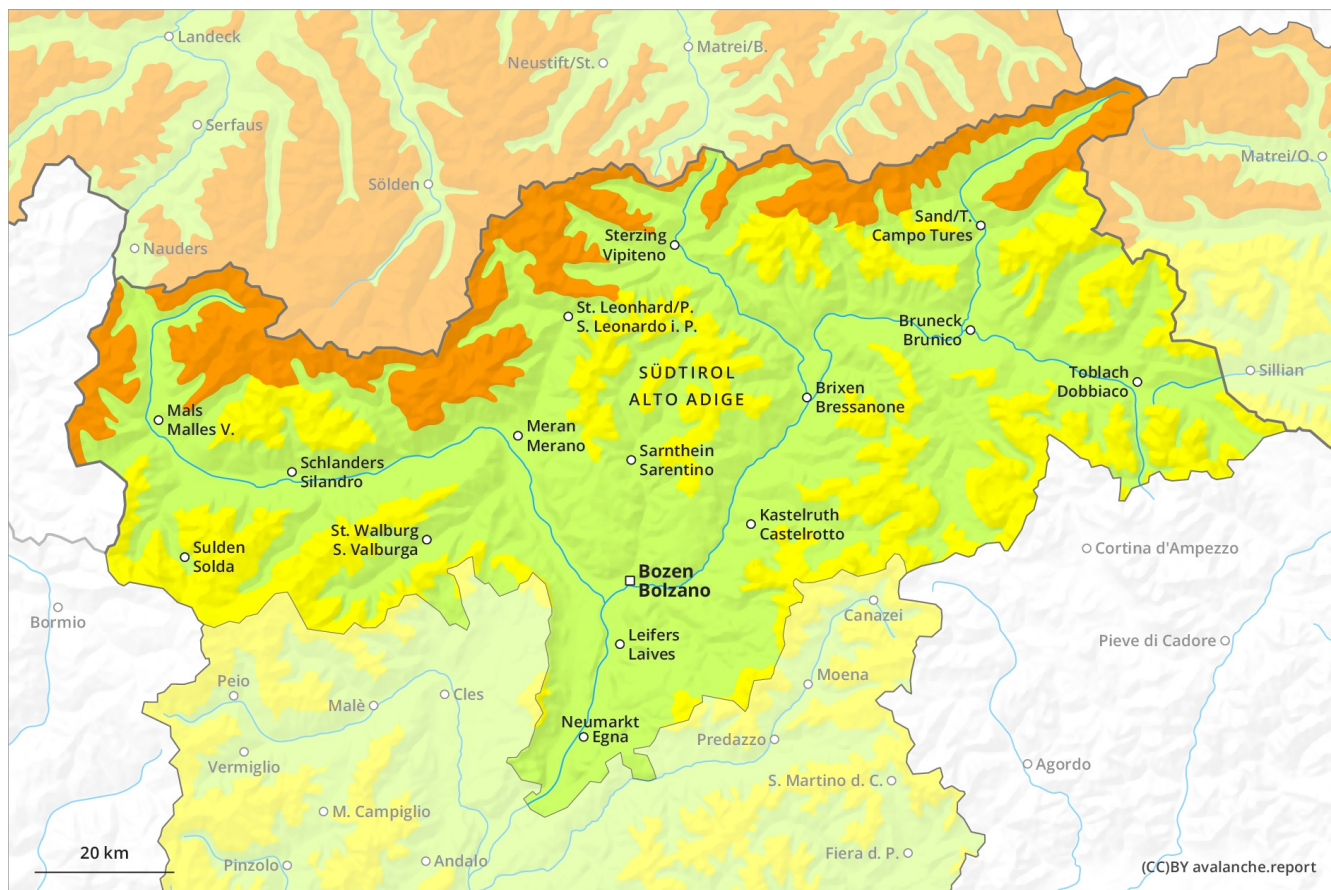 Landeck
Matrei/B.
Neustift/St.
Serfaus
Matrei/O.
Sölden
Nauders
Sand/T.
Campo Tures
Sterzing
Vipiteno
St. Leonhard/P.
S. Leonardo i. P.
Bruneck
Brunico
SÜDTIROL
ALTO ADIGE
Toblach
Dobbiaco
Sillian
Brixen
Bressanone
Mals
Malles V.
Meran
Merano
Schlanders
Silandro
Sarnthein
Sarentino
Kastelruth
Castelrotto
St. Walburg
S. Valburga
Sulden
Solda
Cortina d'Ampezzo
Bozen
Bolzano
Bormio
Canazei
Leifers
Laives
Pieve di Cadore
Peio
Moena
Malè
Cles
Neumarkt
Egna
Predazzo
Vermiglio
Agordo
S. Martino d. C.
M. Campiglio
20 km
Andalo
Fiera d. P.
Pinzolo
(CC)BY avalanche.report